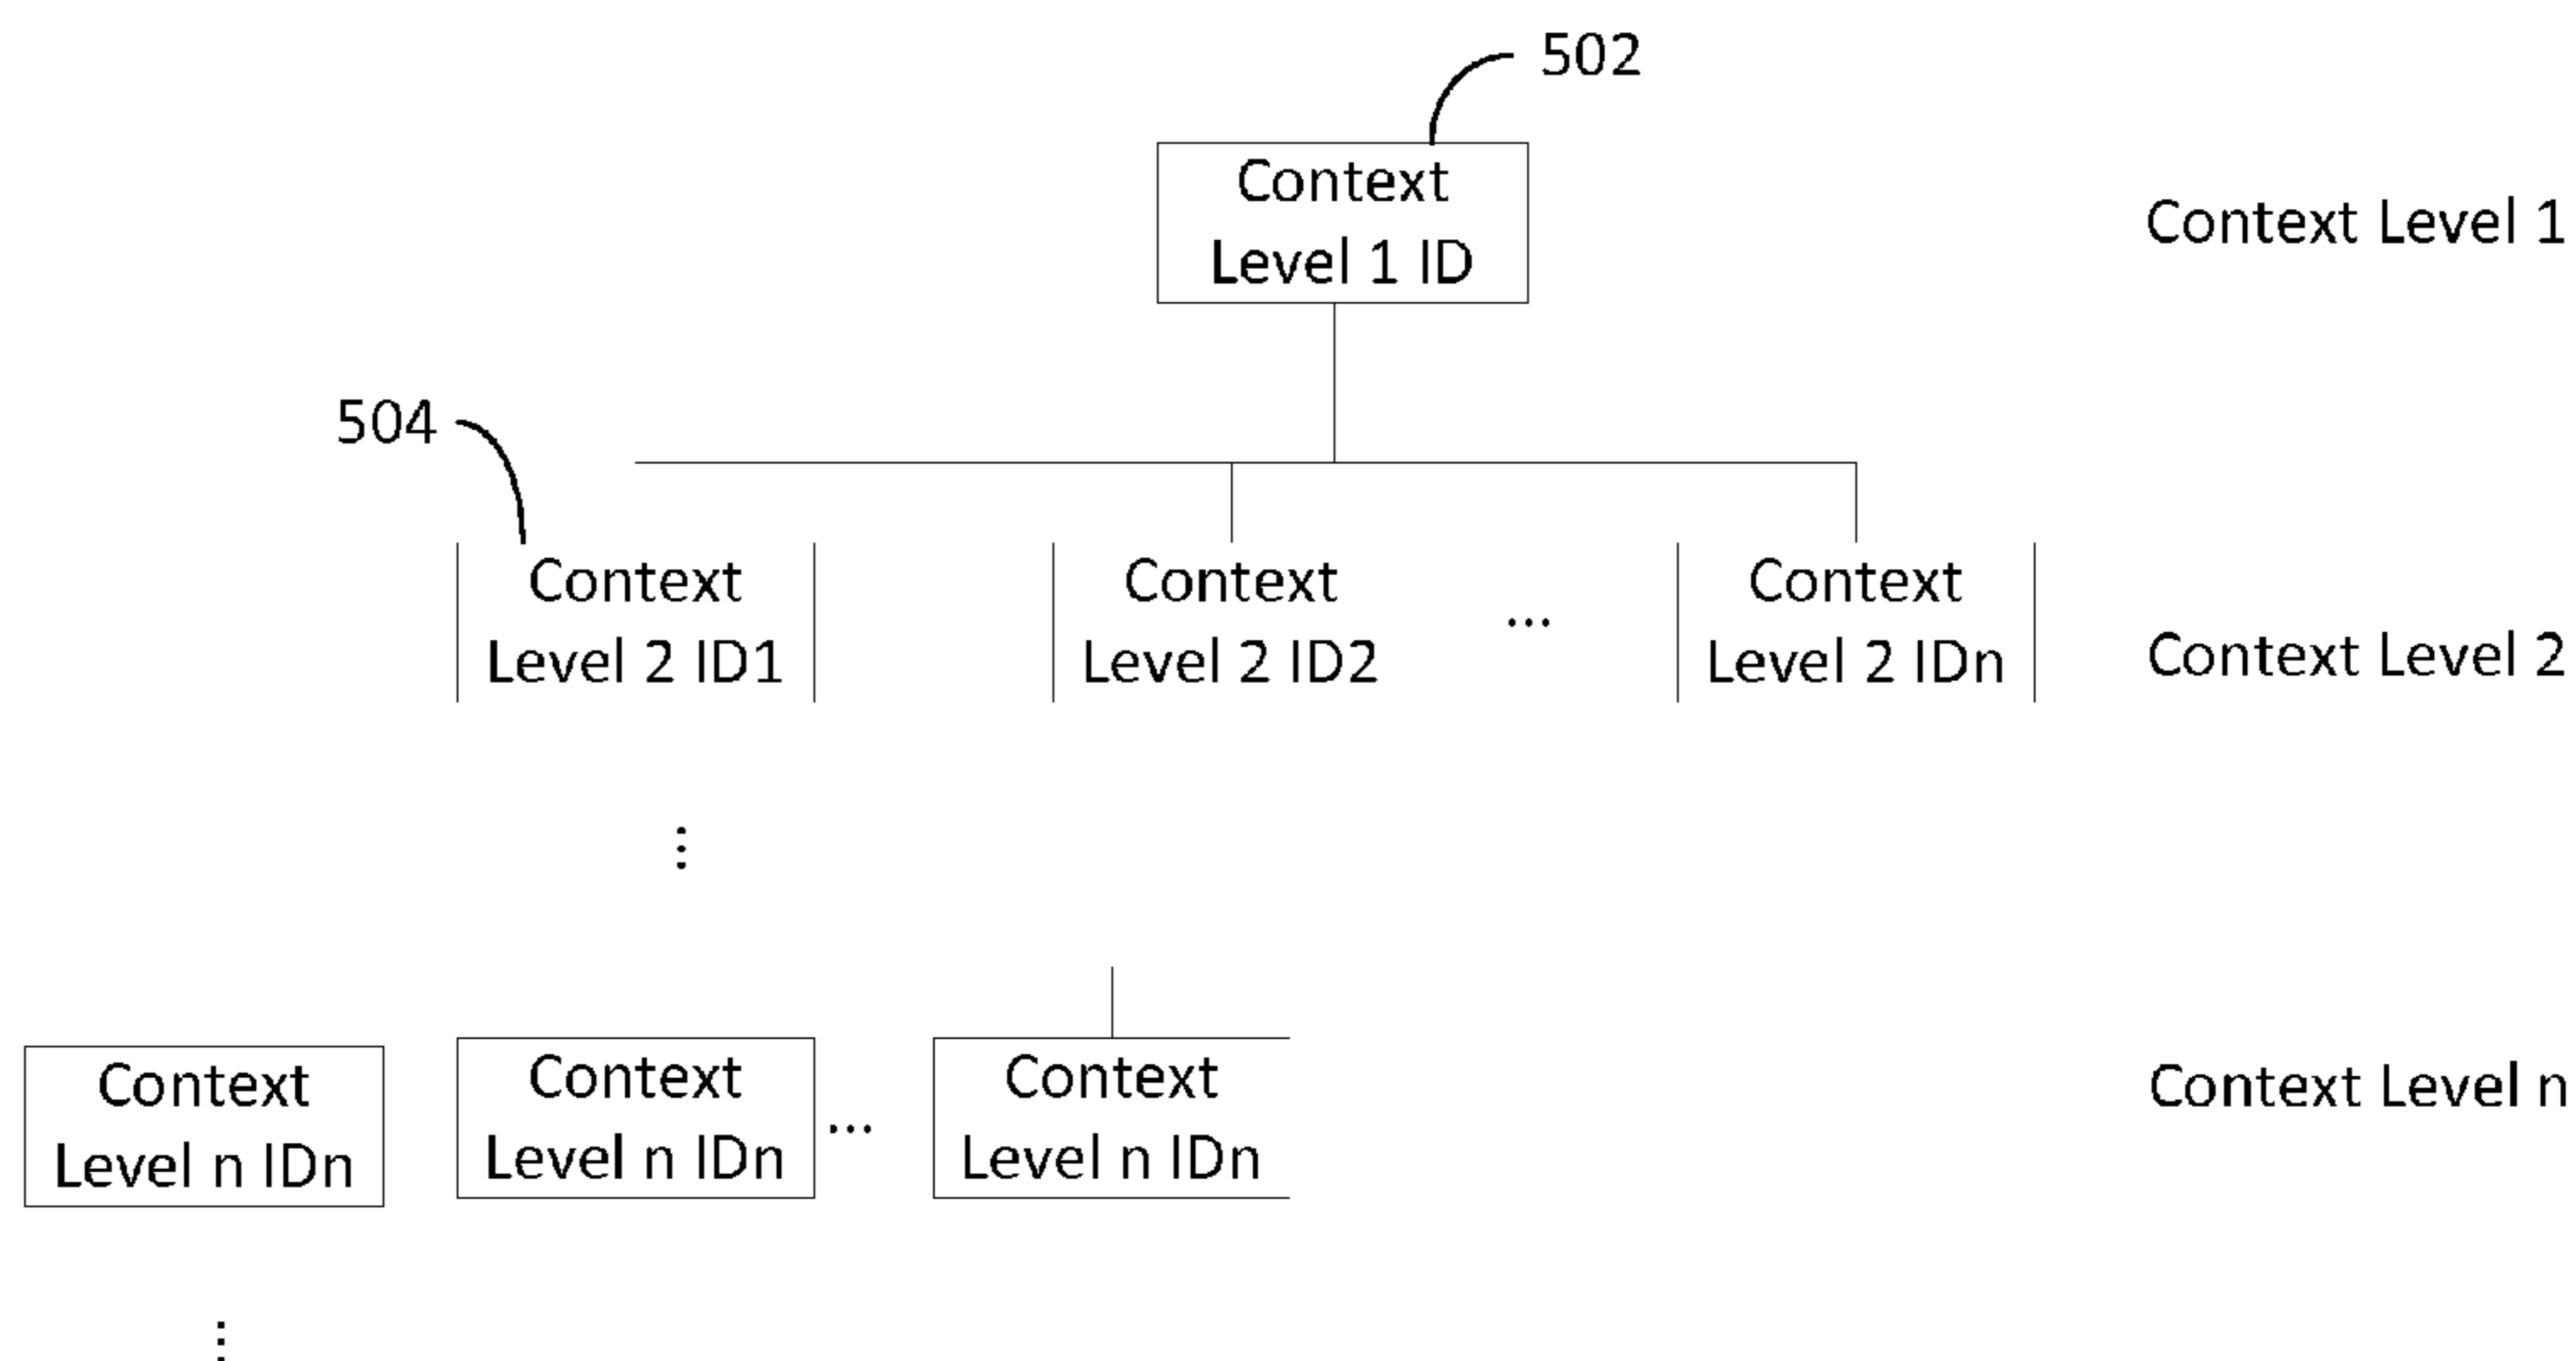 502
Context
Level 1 ID
Context Level 1
504
Context
Level 2 ID1
Context
Level 2 ID2
...
Context
Level 2 IDn
Context Level 2
⋮
Context
Level n IDn
Context
Level n IDn
...
Context
Level n IDn
Context Level n
⋮